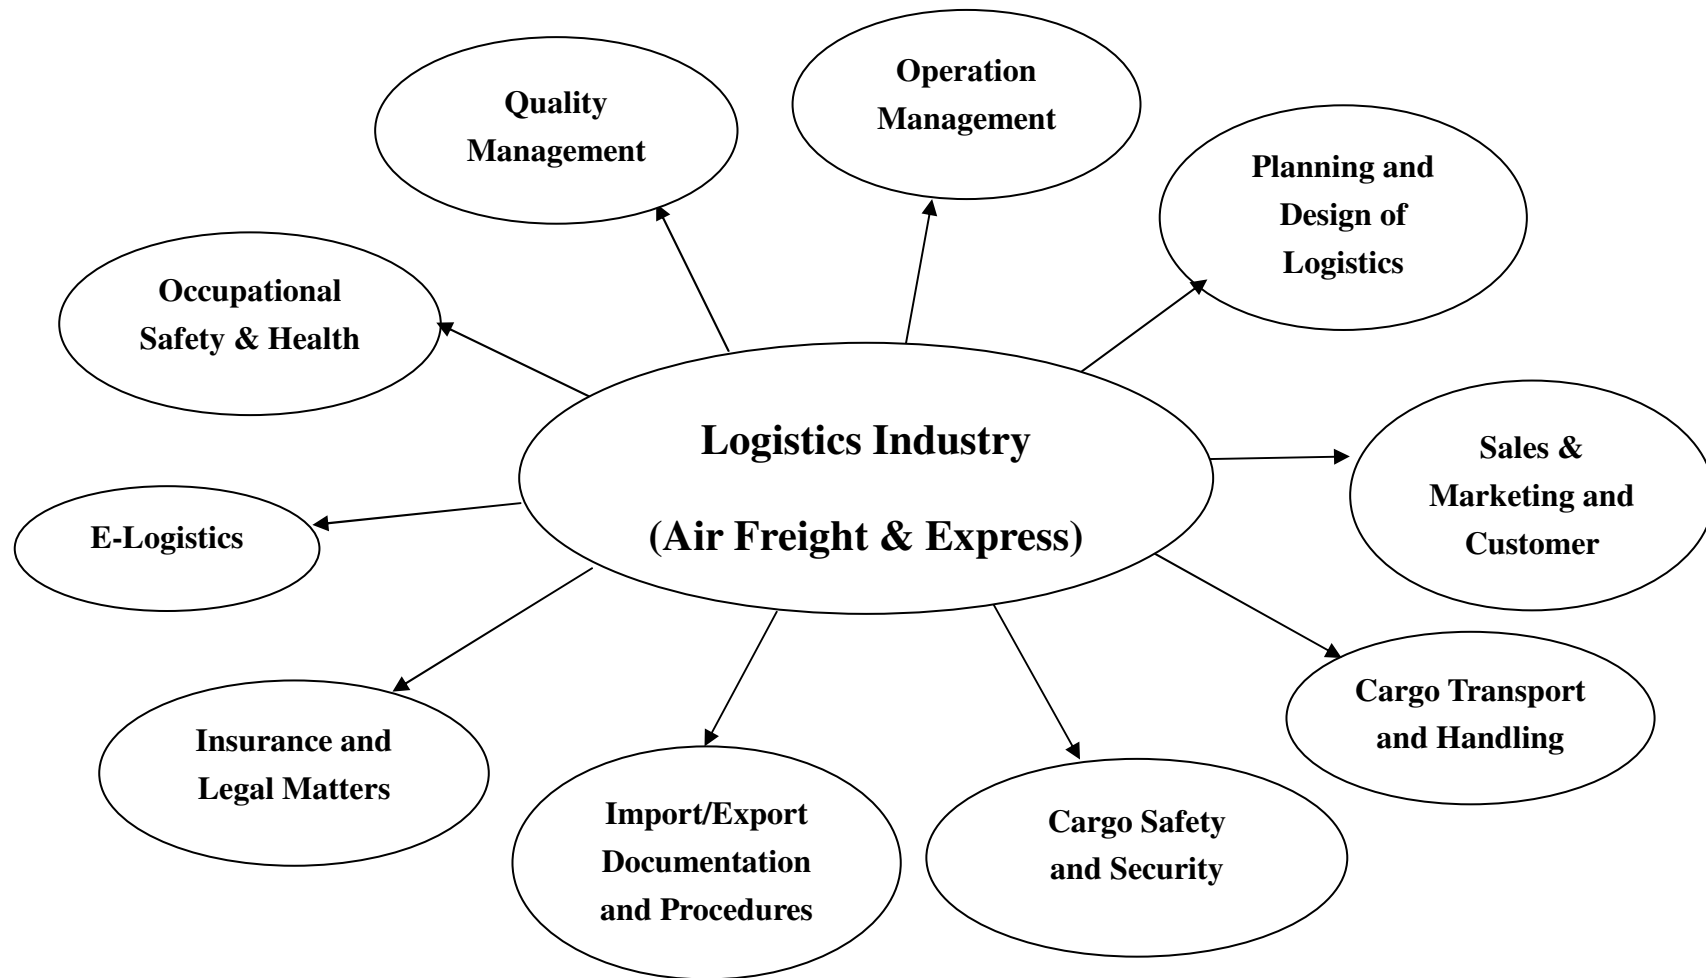 Operation
Management
Quality
Management
Planning and
Design of
Logistics
Occupational
Safety & Health
Logistics Industry
(Air Freight & Express)
Sales &
Marketing and
Customer
E-Logistics
Cargo Transport
and Handling
Insurance and
Legal Matters
Import/Export
Documentation
and Procedures
Cargo Safety
and Security